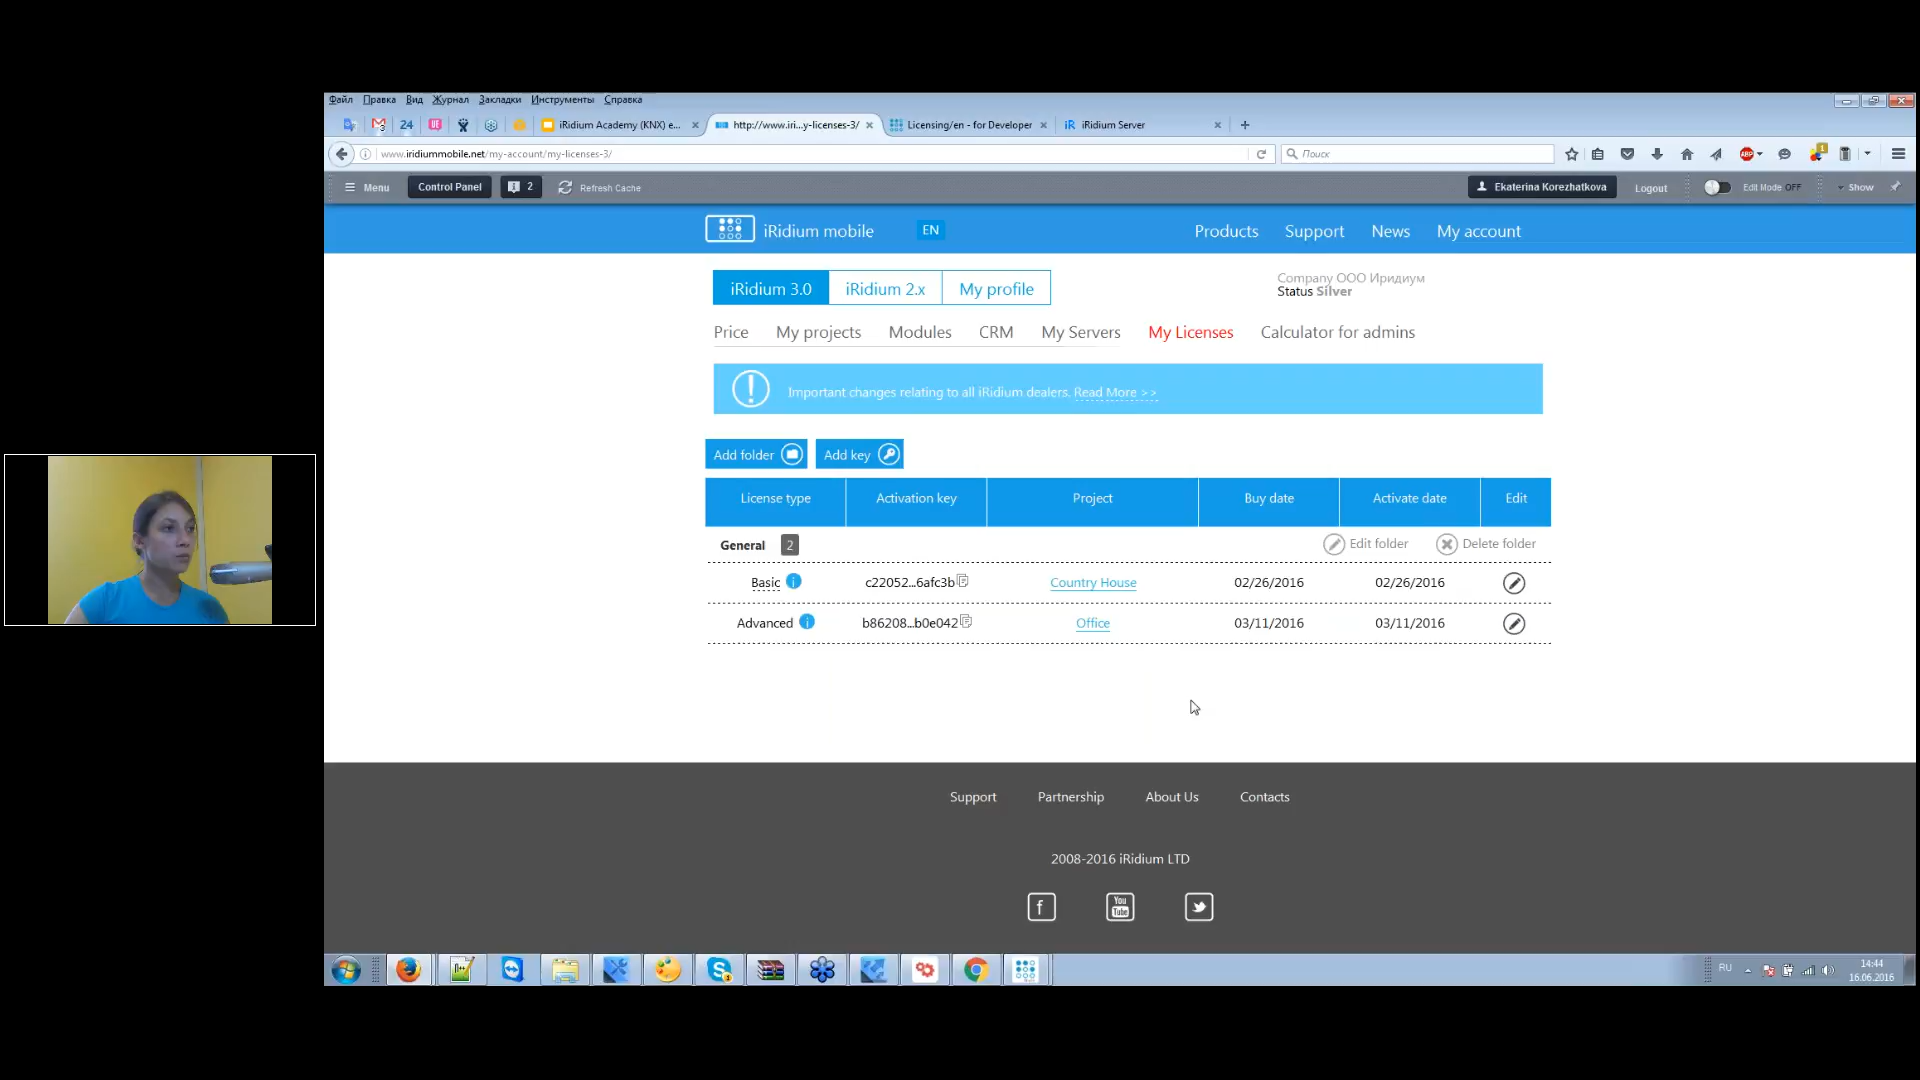 Файл Правка Вид Журнал Закладки Инструменты Справка
iRidium Academy (KNX) e... http://www.iri...y-licenses-3/ Licensing/en - for Developer iRidium Server
www.iridiummobile.net/my-account/my-licenses-3/ Поиск
Menu Control Panel 2 Refresh Cache Ekaterina Korezhatkova Logout Edit Mode OFF Show
iRidium mobile EN Products Support News My account
iRidium 3.0 iRidium 2.x My profile
Company ООО Иридиум
Status Silver
Price My projects Modules CRM My Servers My Licenses Calculator for admins
Important changes relating to all iRidium dealers. Read More >>
Add folder Add key
License type Activation key Project Buy date Activate date Edit
General 2 Edit folder Delete folder
Basic c22052...6afc3b Country House 02/26/2016 02/26/2016
Advanced b86208...b0e042 Office 03/11/2016 03/11/2016
Support Partnership About Us Contacts
2008-2016 iRidium LTD
RU 14:44
16.06.2016